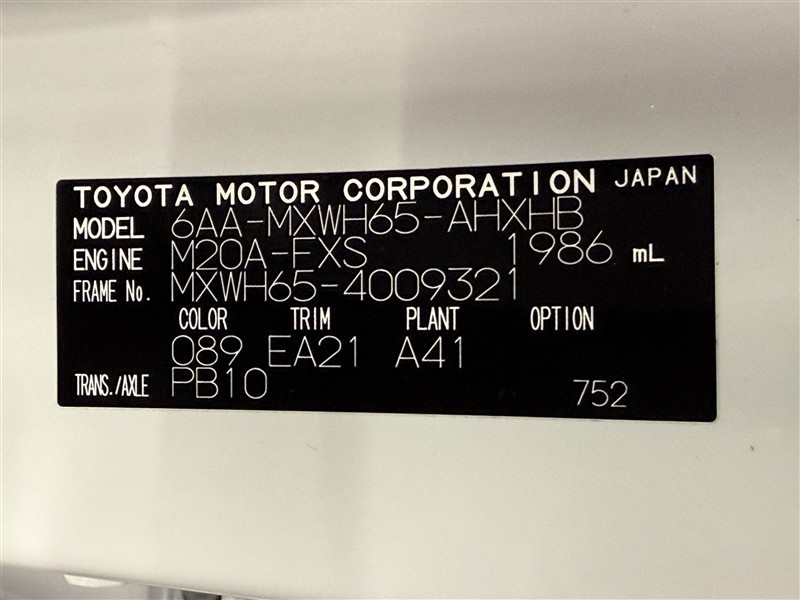 TOYOTA MOTOR CORPORATION JAPAN
MODEL 6AA-MXWH65-AHXHB
ENGINE M20A-FXS 1986 mL
FRAME No. MXWH65-4009321
COLOR TRIM PLANT OPTION
089 EA21 A41
TRANS./AXLE PB10 752